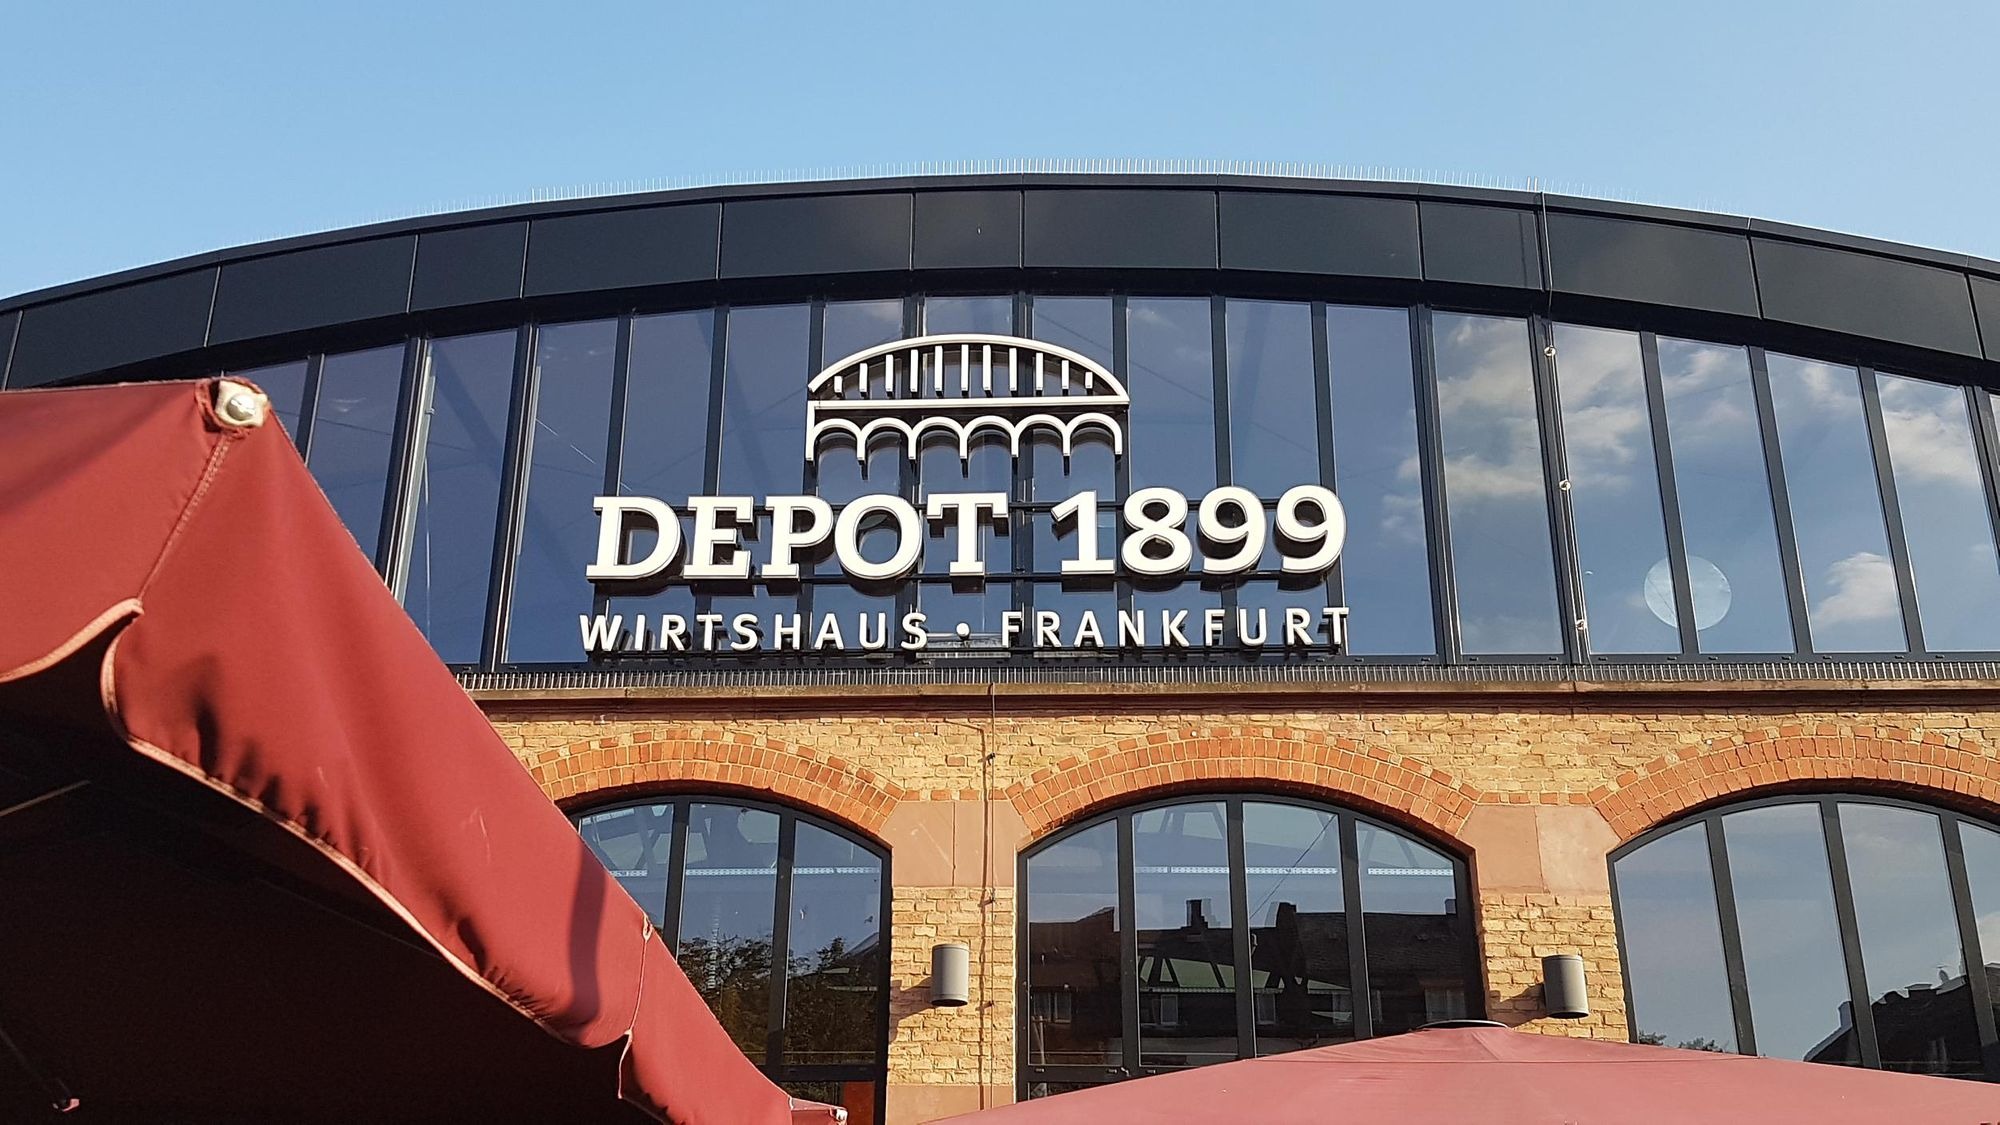 DEPOT 1899
WIRTSHAUS • FRANKFURT